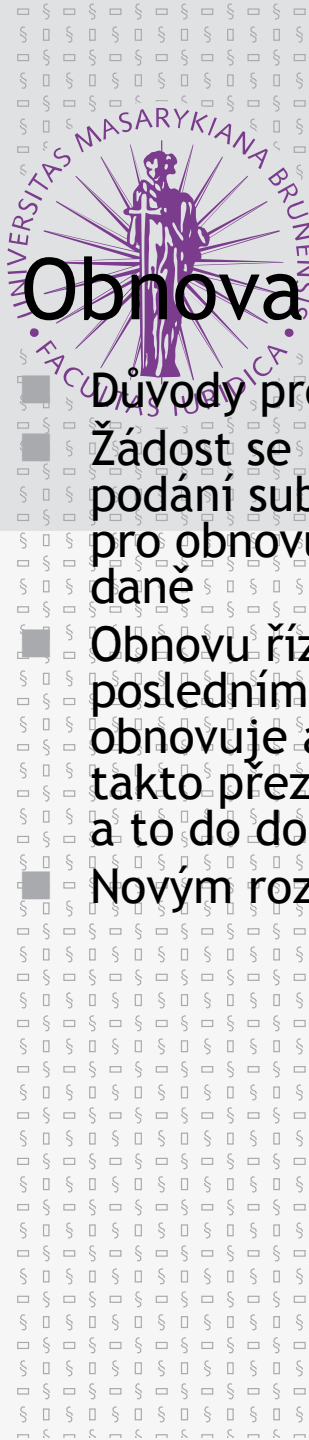 UNIVERSITAS MASARYKIANA BRUNENS
FACULTAS IURIDICA
Obnova
Důvody pr
Žádost se
podání sub
pro obnovu
daně
Obnovu říz
posledním
obnovuje a
takto přez
a to do do
Novým roz